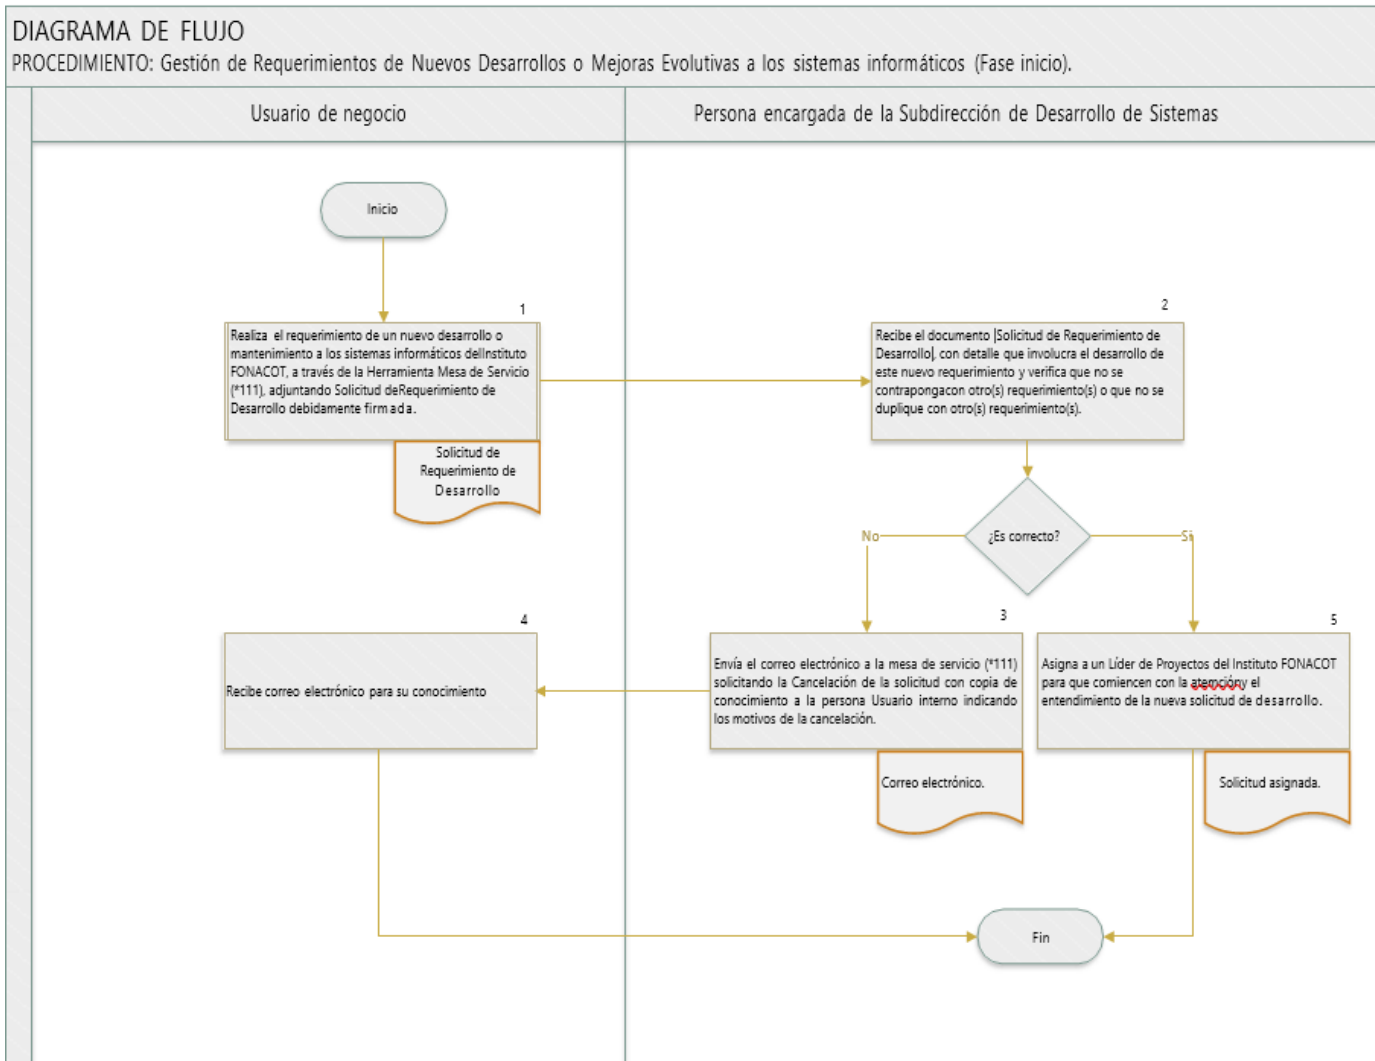 DIAGRAMA DE FLUJO
PROCEDIMIENTO: Gestión de Requerimientos de Nuevos Desarrollos o Mejoras Evolutivas a los sistemas informáticos (Fase inicio).
Usuario de negocio
Persona encargada de la Subdirección de Desarrollo de Sistemas
Inicio
1
Realiza el requerimiento de un nuevo desarrollo o
mantenimiento a los sistemas informáticos delInstituto
FONACOT, a través de la Herramienta Mesa de Servicio
(*111), adjuntando Solicitud deRequerimiento de
Desarrollo debidamente firmada.
Solicitud de
Requerimiento de
Desarrollo
2
Recibe el documento |Solicitud de Requerimiento de
Desarrollo|, con detalle que involucra el desarrollo de
este nuevo requerimiento y verifica que no se
contrapongacon otro(s) requerimiento(s) o que no se
duplique con otro(s) requerimiento(s).
¿Es correcto?
No
Si
4
Recibe correo electrónico para su conocimiento
3
Envía el correo electrónico a la mesa de servicio (*111)
solicitando la Cancelación de la solicitud con copia de
conocimiento a la persona Usuario interno indicando
los motivos de la cancelación.
Correo electrónico.
5
Asigna a un Líder de Proyectos del Instituto FONACOT
para que comiencen con la atemcióny el
entendimiento de la nueva solicitud de desarrollo.
Solicitud asignada.
Fin